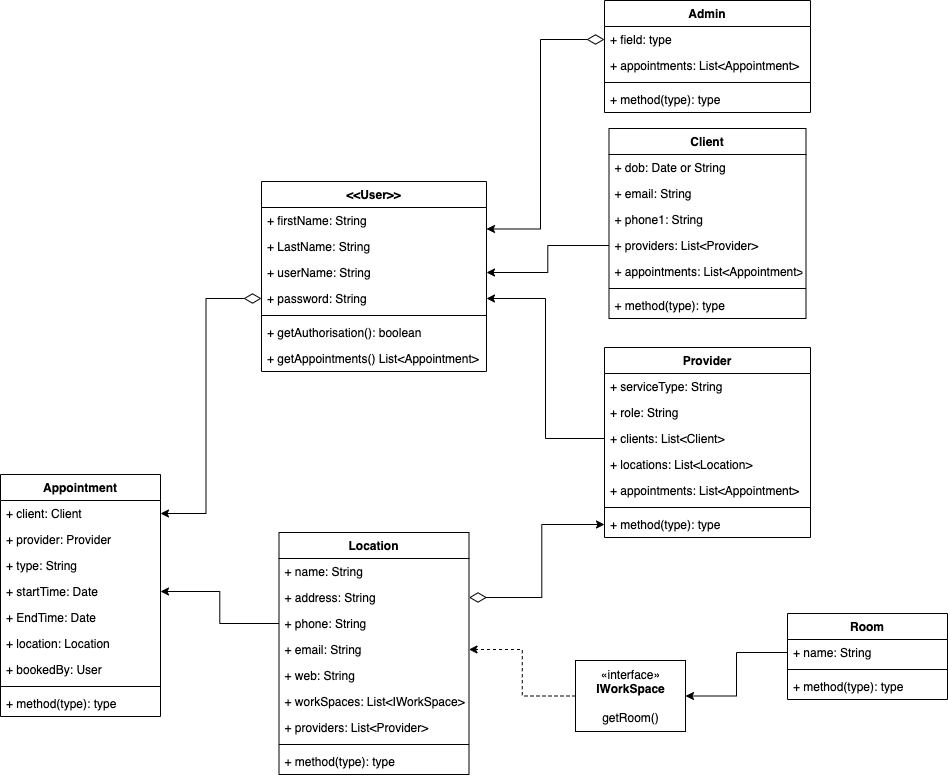 Admin
+ field: type
+ appointments: List<Appointment>
+ method(type): type
Client
+ dob: Date or String
+ email: String
+ phone1: String
+ providers: List<Provider>
+ appointments: List<Appointment>
+ method(type): type
<<User>>
+ firstName: String
+ LastName: String
+ userName: String
+ password: String
+ getAuthorisation(): boolean
+ getAppointments() List<Appointment>
Provider
+ serviceType: String
+ role: String
+ clients: List<Client>
+ locations: List<Location>
+ appointments: List<Appointment>
+ method(type): type
Appointment
+ client: Client
+ provider: Provider
+ type: String
+ startTime: Date
+ EndTime: Date
+ location: Location
+ bookedBy: User
+ method(type): type
Location
+ name: String
+ address: String
+ phone: String
+ email: String
+ web: String
+ workSpaces: List<IWorkSpace>
+ providers: List<Provider>
+ method(type): type
«interface»
IWorkSpace
getRoom()
Room
+ name: String
+ method(type): type